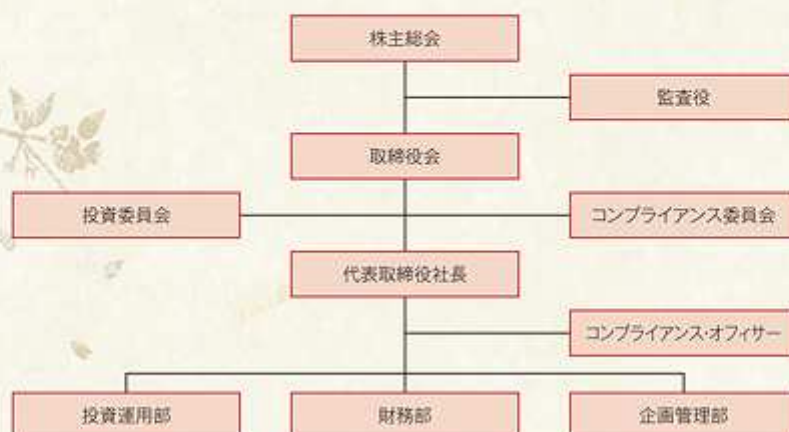 株主総会
監査役
取締役会
投資委員会
コンプライアンス委員会
代表取締役社長
コンプライアンス・オフィサー
投資運用部
財務部
企画管理部